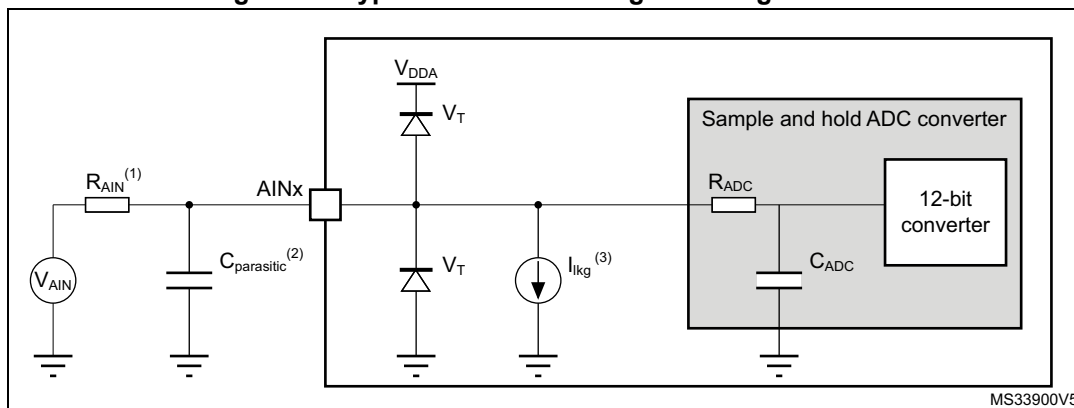 V_DDA
V_T
Sample and hold ADC converter
R_AIN^(1)
AINx
R_ADC
12-bit
converter
C_parasitic^(2)
V_T
I_lkg^(3)
C_ADC
V_AIN
MS33900V5